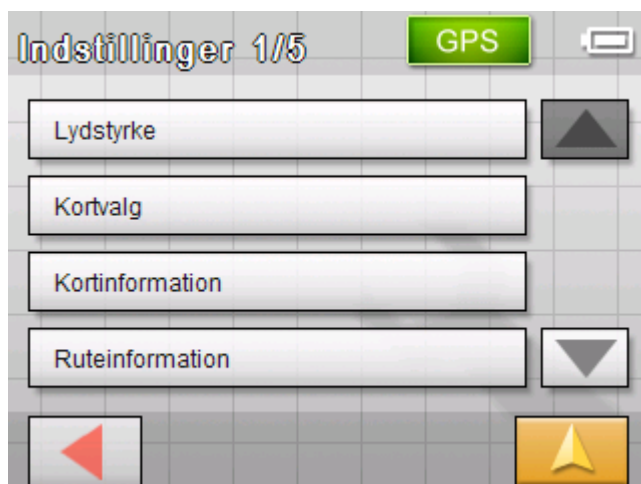 Indstillinger 1/5
GPS
Lydstyrke
Kortvalg
Kortinformation
Ruteinformation